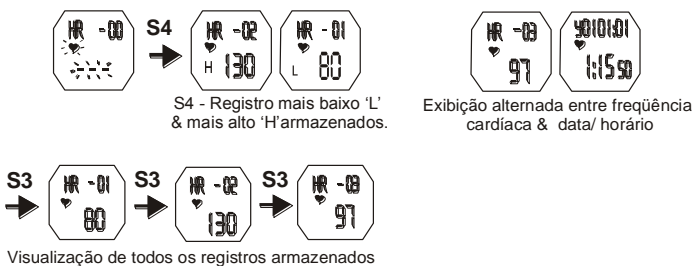 HR -00
S4
HR -02
H 130
HR -01
L 80
S4 - Registro mais baixo 'L'
& mais alto 'H'armazenados.
HR -03
97
Y0101:01
1:15 50
Exibição alternada entre freqüência
cardíaca & data/ horário
S3
HR -01
80
S3
HR -02
130
S3
HR -03
97
Visualização de todos os registros armazenados